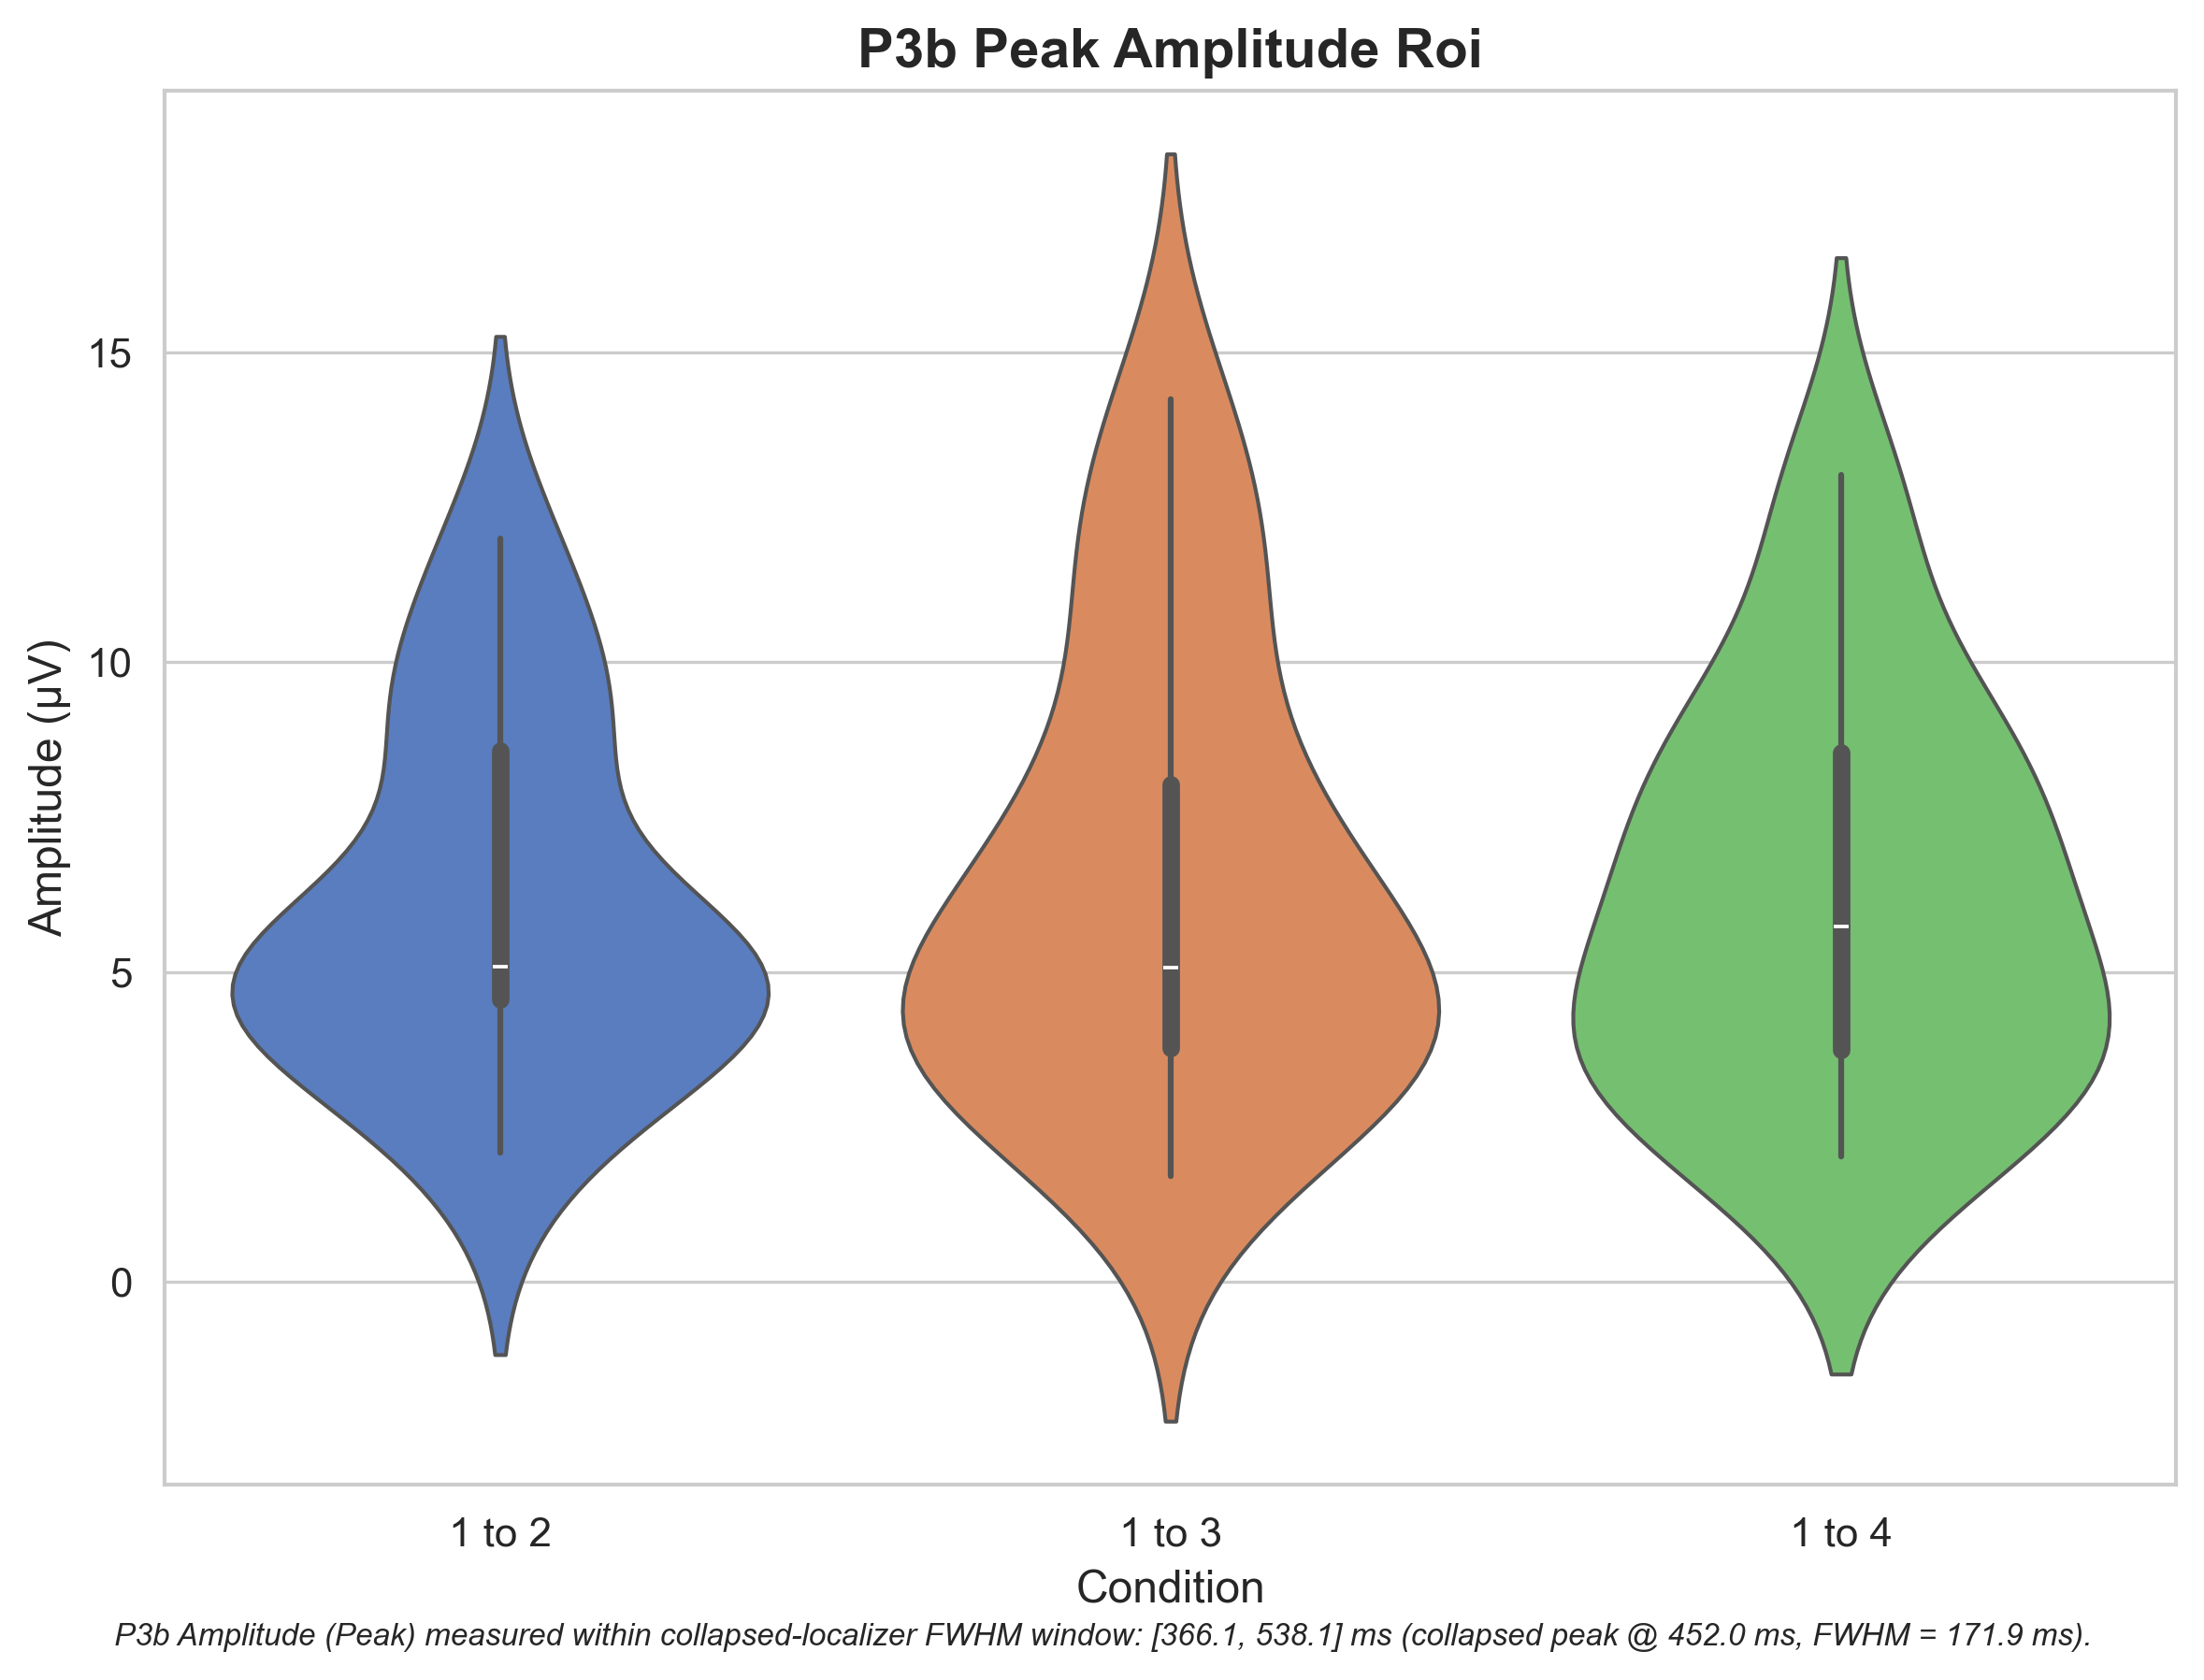 P3b Peak Amplitude Roi
Amplitude (µV)
15
10
5
0
1 to 2
1 to 3
1 to 4
Condition
P3b Amplitude (Peak) measured within collapsed-localizer FWHM window: [366.1, 538.1] ms (collapsed peak @ 452.0 ms, FWHM = 171.9 ms).